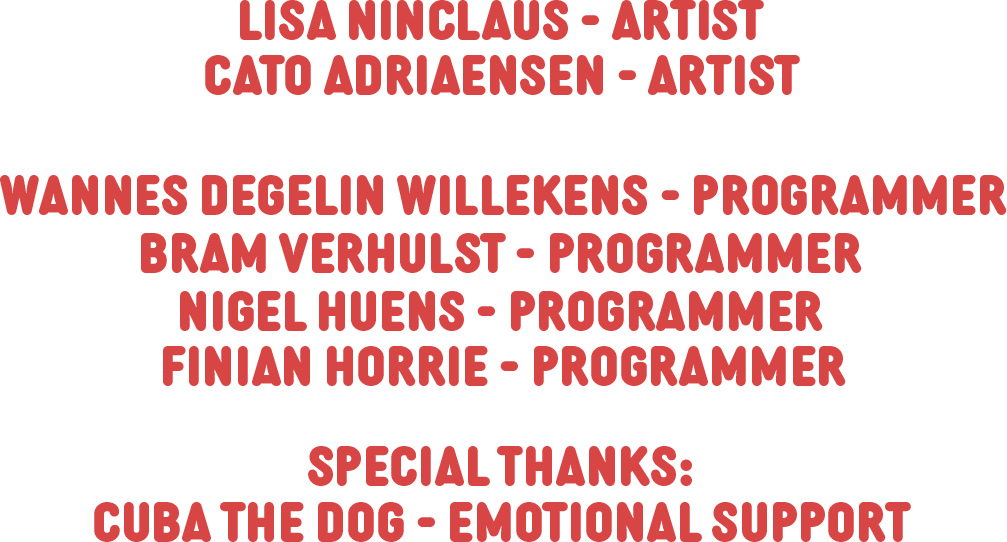 LISA NINCLAUS - ARTIST
CATO ADRIAENSEN - ARTIST
WANNES DEGELIN WILLEKENS - PROGRAMMER
BRAM VERHULST - PROGRAMMER
NIGEL HUENS - PROGRAMMER
FINIAN HORRIE - PROGRAMMER
SPECIAL THANKS:
CUBA THE DOG - EMOTIONAL SUPPORT